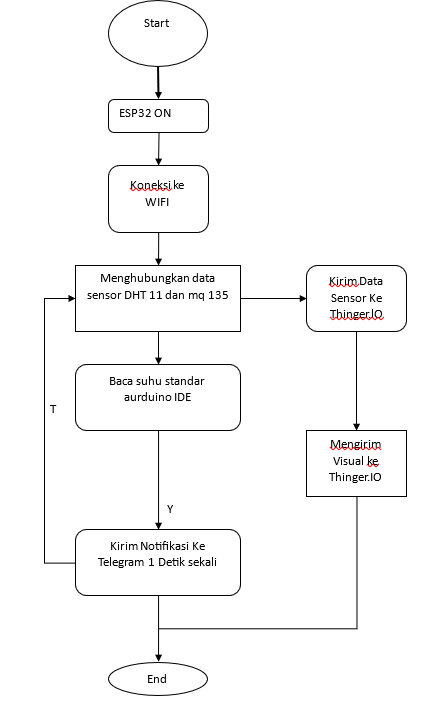 Start
ESP32 ON
Koneksi ke
WIFI
Menghubungkan data
sensor DHT 11 dan mq 135
Kirim Data
Sensor Ke
Thinger.IO
Baca suhu standar
aurduino IDE
T
Mengirim
Visual ke
Thinger.IO
Y
Kirim Notifikasi Ke
Telegram 1 Detik sekali
End